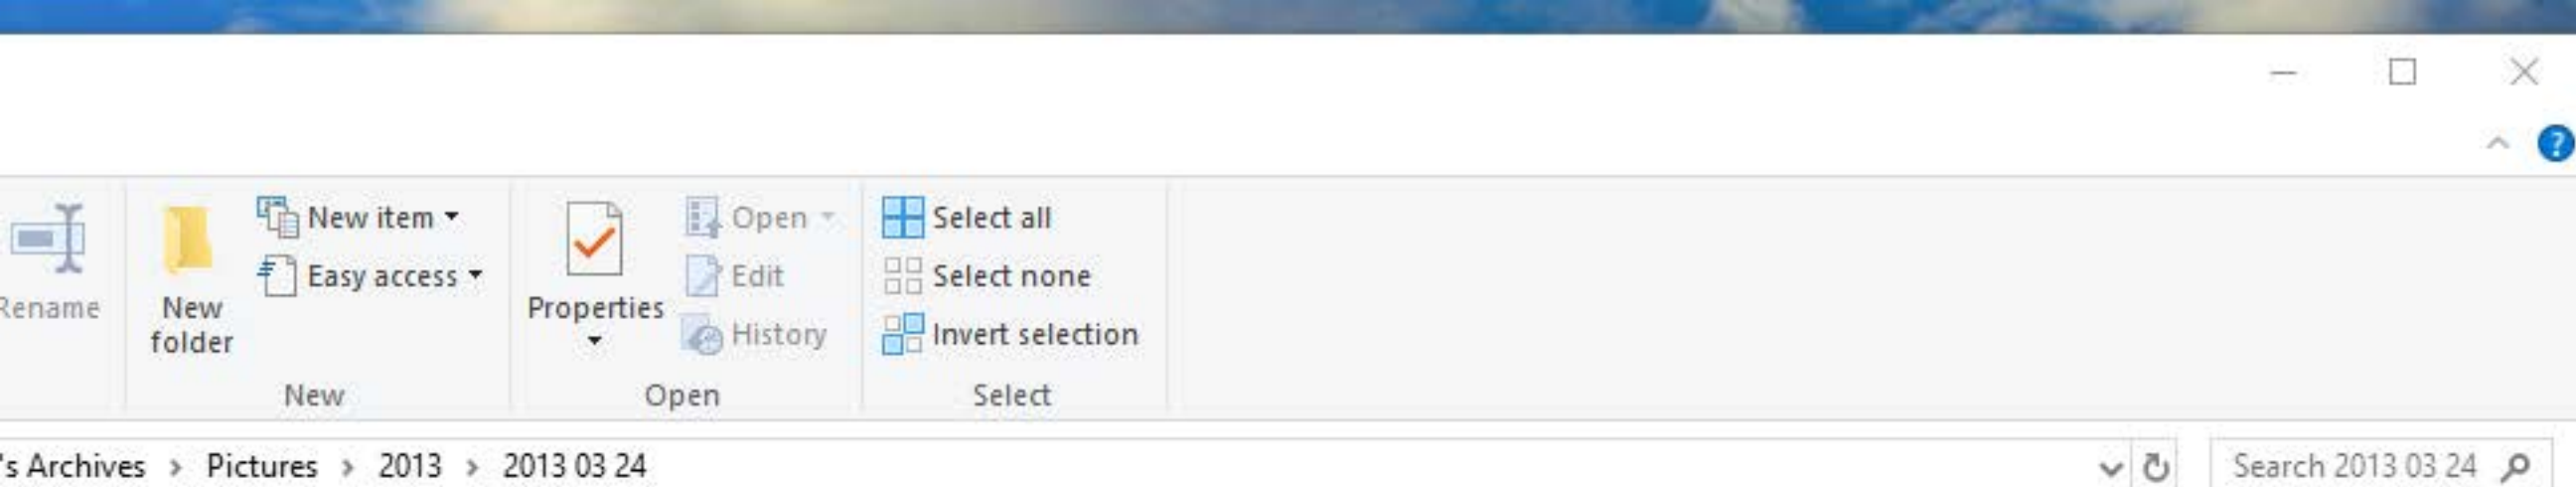 ?
New item
Open
Select all
Easy access
Edit
Select none
Rename
New
folder
Properties
History
Invert selection
New
Open
Select
's Archives > Pictures > 2013 > 2013 03 24
Search 2013 03 24